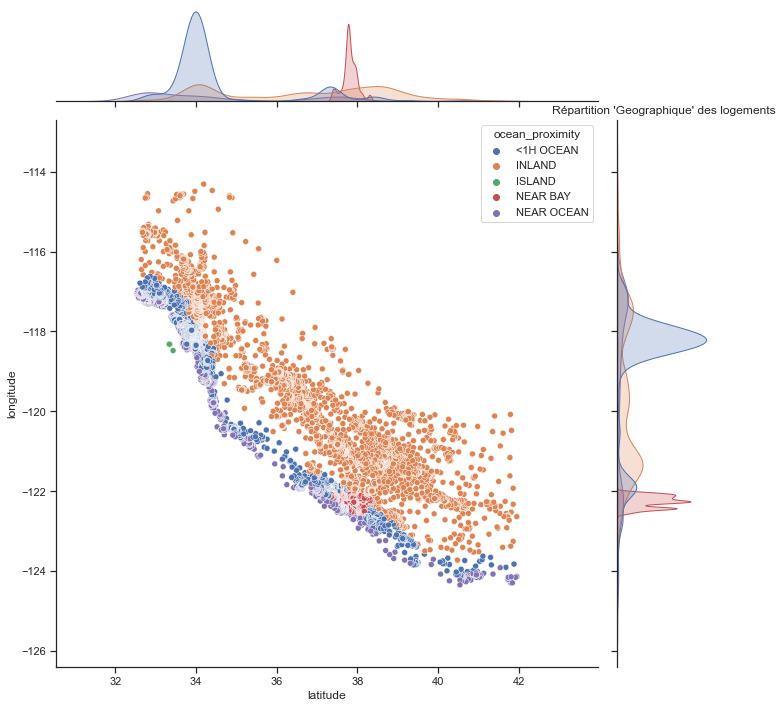 Répartition 'Geographique' des logements
ocean_proximity
<1H OCEAN
INLAND
ISLAND
NEAR BAY
NEAR OCEAN
−114
−116
−118
−120
−122
−124
−126
longitude
32
34
36
38
40
42
latitude